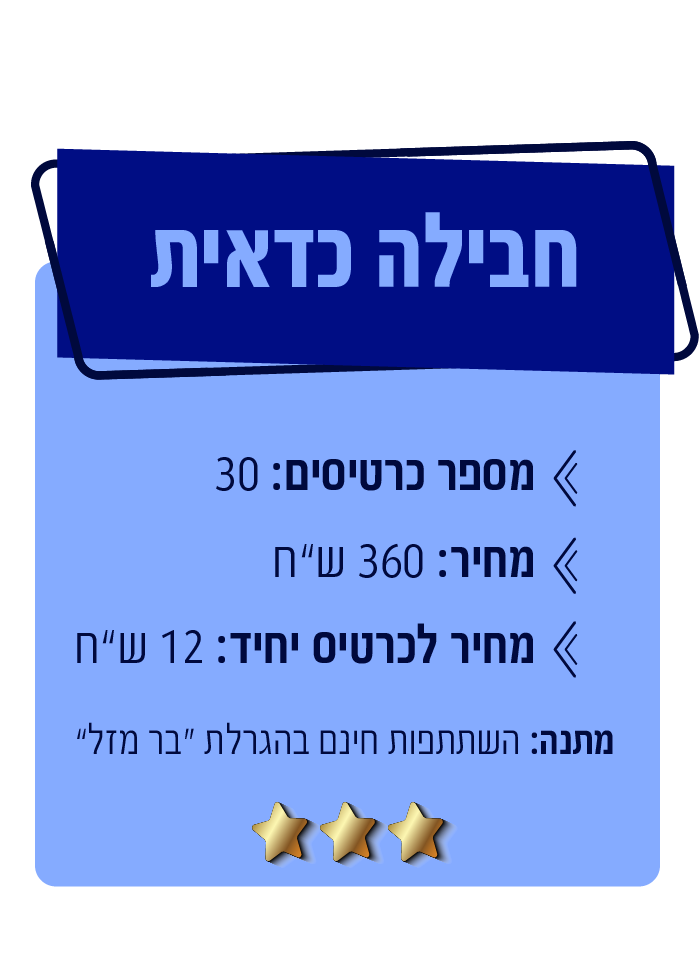 חבילה כדאית
מספר כרטיסים: 30
מחיר: 360 ש"ח
מחיר לכרטיס יחיד: 12 ש"ח
מתנה: השתתפות חינם בהגרלת "בר מזל"